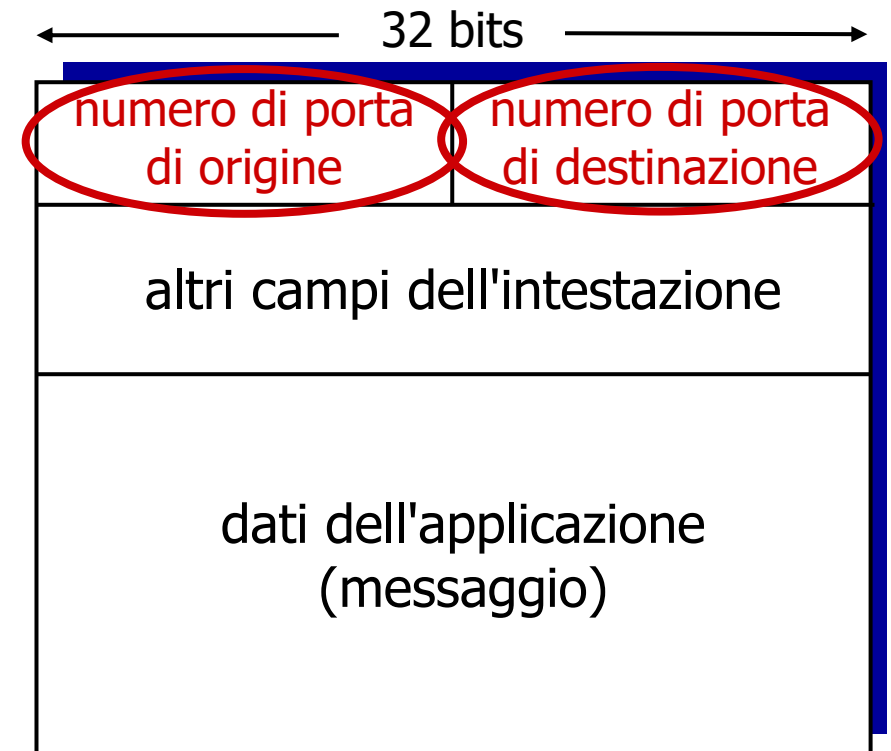 32 bits
numero di porta
di origine
numero di porta
di destinazione
altri campi dell'intestazione
dati dell'applicazione
(messaggio)